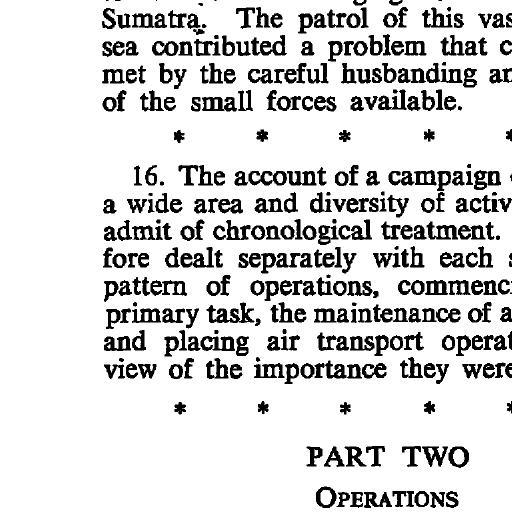 Sumatra. The patrol of this vas
sea contributed a problem that c
met by the careful husbanding an
of the small forces available.
* * * * *
16. The account of a campaign
a wide area and diversity of activ
admit of chronological treatment.
fore dealt separately with each s
pattern of operations, commenc
primary task, the maintenance of a
and placing air transport operat
view of the importance they were
* * * * *
PART TWO
OPERATIONS